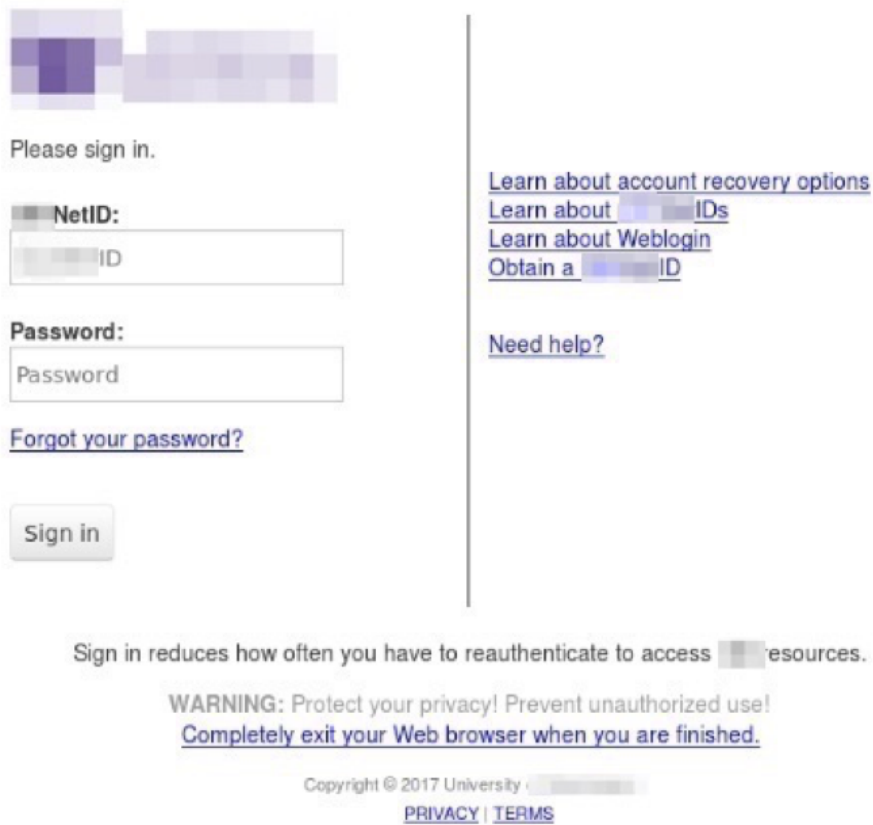 Please sign in.
NetID:
ID
Password:
Password
Forgot your password?
Sign in
Learn about account recovery options
Learn about IDs
Learn about Weblogin
Obtain a ID
Need help?
Sign in reduces how often you have to reauthenticate to access esources.
WARNING: Protect your privacy! Prevent unauthorized use!
Completely exit your Web browser when you are finished.
Copyright © 2017 University
PRIVACY | TERMS